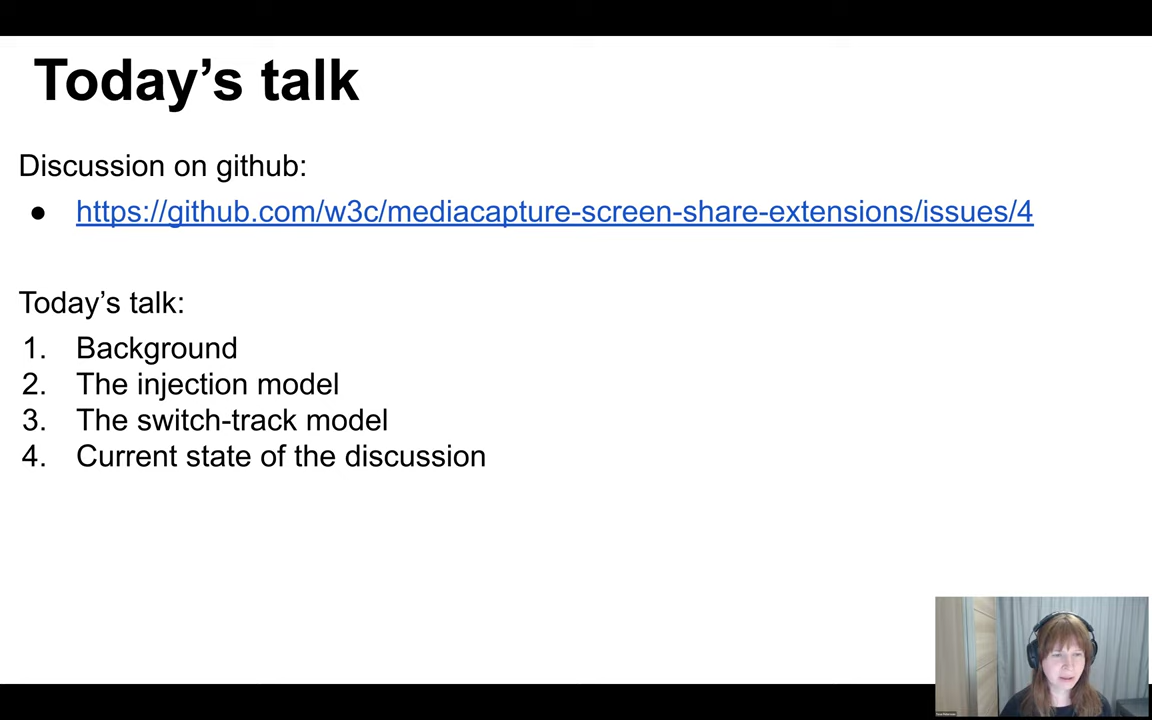 Today’s talk
Discussion on github:
● https://github.com/w3c/mediacapture-screen-share-extensions/issues/4
Today’s talk:
1. Background
2. The injection model
3. The switch-track model
4. Current state of the discussion